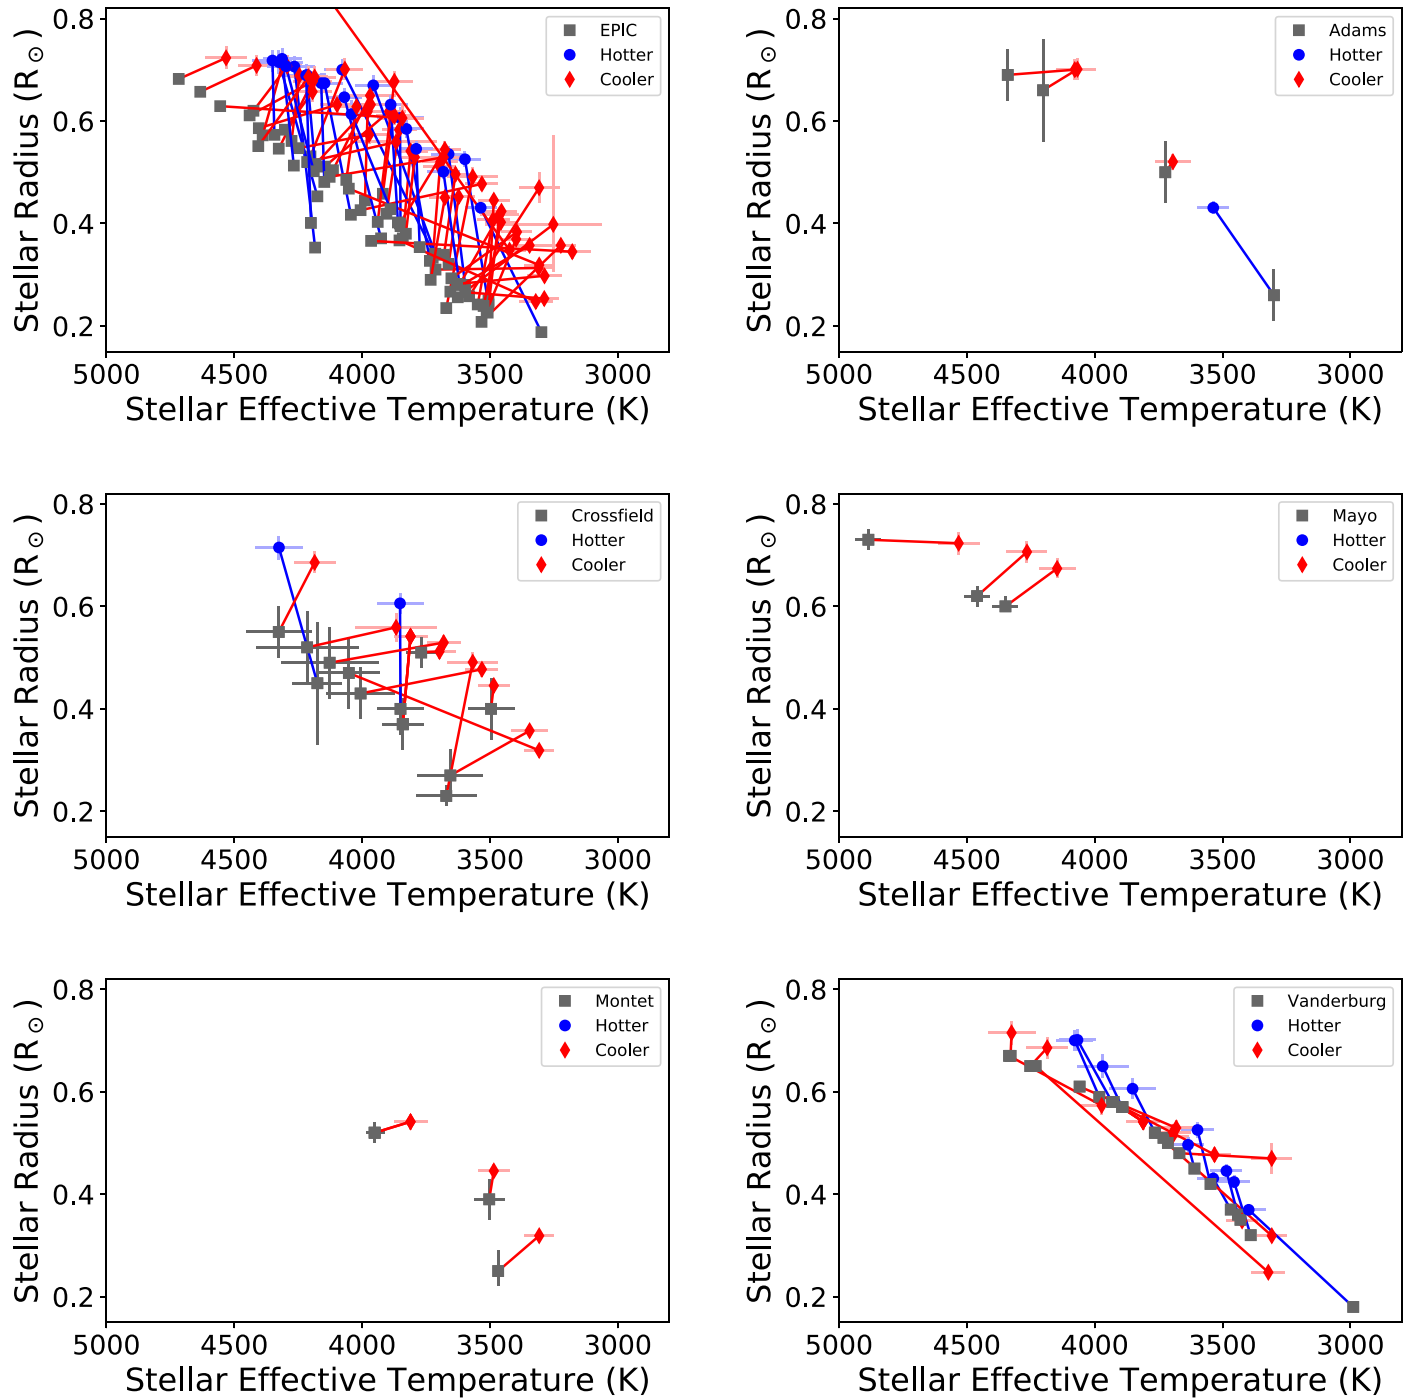 0.8
0.6
0.4
0.2
Stellar Radius (R⊙)
EPIC
Hotter
Cooler
5000 4500 4000 3500 3000
Stellar Effective Temperature (K)
0.8
0.6
0.4
0.2
Stellar Radius (R⊙)
Adams
Hotter
Cooler
5000 4500 4000 3500 3000
Stellar Effective Temperature (K)
0.8
0.6
0.4
0.2
Stellar Radius (R⊙)
Crossfield
Hotter
Cooler
5000 4500 4000 3500 3000
Stellar Effective Temperature (K)
0.8
0.6
0.4
0.2
Stellar Radius (R⊙)
Mayo
Hotter
Cooler
5000 4500 4000 3500 3000
Stellar Effective Temperature (K)
0.8
0.6
0.4
0.2
Stellar Radius (R⊙)
Montet
Hotter
Cooler
5000 4500 4000 3500 3000
Stellar Effective Temperature (K)
0.8
0.6
0.4
0.2
Stellar Radius (R⊙)
Vanderburg
Hotter
Cooler
5000 4500 4000 3500 3000
Stellar Effective Temperature (K)